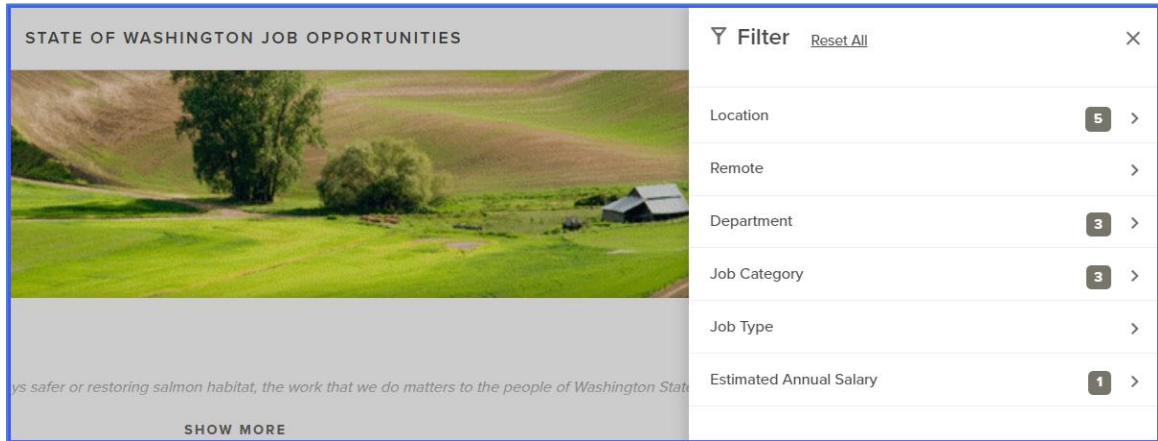 STATE OF WASHINGTON JOB OPPORTUNITIES
ys safer or restoring salmon habitat, the work that we do matters to the people of Washington State
SHOW MORE
Filter Reset All
Location 5
Remote
Department 3
Job Category 3
Job Type
Estimated Annual Salary 1